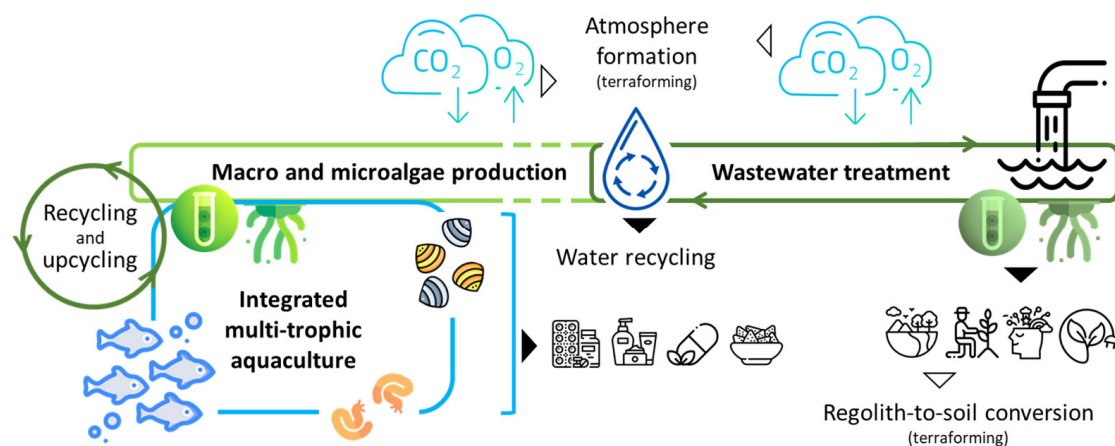 CO2
O2
Atmosphere
formation
(terraforming)
CO2
O2
Macro and microalgae production
Wastewater treatment
Recycling
and
upcycling
Water recycling
Integrated
multi-trophic
aquaculture
Regolith-to-soil conversion
(terraforming)